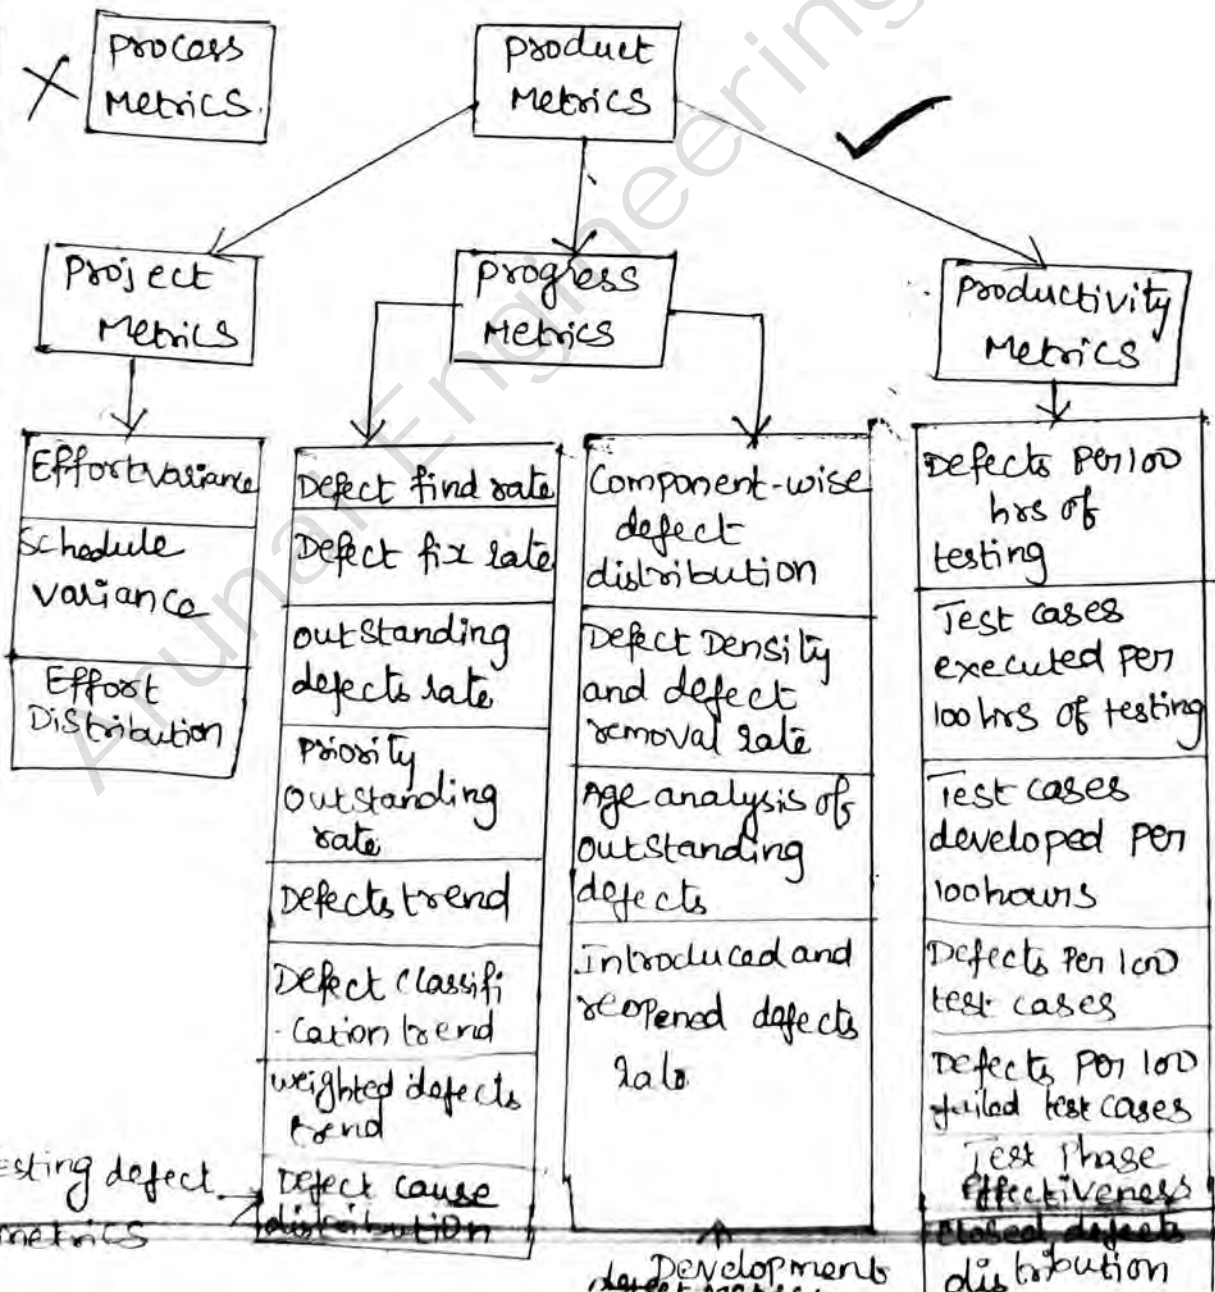 process
Metrics.
product
Metrics
project
Metrics
progress
Metrics
productivity
Metrics
Effort variance
Schedule
variance
Effort
Distribution
Defect find rate
Defect fix rate
outstanding
defects rate
priority
outstanding
rate
Defects trend
Defect classifi
-cation trend
weighted defects
trend
Defect cause
distribution
Component-wise
defect
distribution
Defect Density
and defect
removal rate
Age analysis of
outstanding
defects
Introduced and
reopened defects
rate
Defects per 100
hrs of
testing
Test cases
executed per
100 hrs of testing
Test cases
developed per
100 hours
Defects per 100
test cases
Defects per 100
failed test cases
Test Phase
Effectiveness
closed defects
distribution
esting defect
metrics
Development
defect metrics
Arunai Engineering